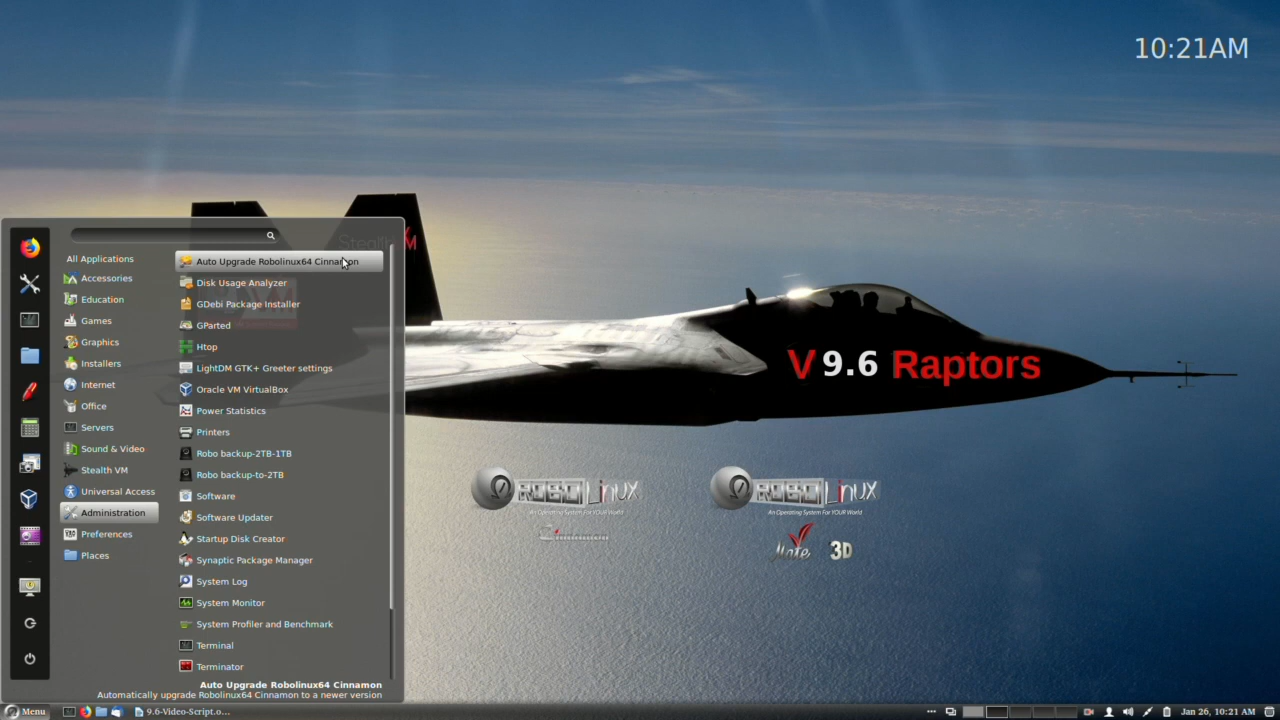 10:21AM
V 9.6 Raptors
ROBOLinuX
An Operating System For YOUR World
ROBOLinuX
An Operating System For YOUR World
Mate 3D
All Applications
Accessories
Education
Games
Graphics
Installers
Internet
Office
Servers
Sound & Video
Stealth VM
Universal Access
Administration
Preferences
Places
Auto Upgrade Robolinux64 Cinnamon
Disk Usage Analyzer
GDebi Package Installer
GParted
Htop
LightDM GTK+ Greeter settings
Oracle VM VirtualBox
Power Statistics
Printers
Robo backup-2TB-1TB
Robo backup-to-2TB
Software
Software Updater
Startup Disk Creator
Synaptic Package Manager
System Log
System Monitor
System Profiler and Benchmark
Terminal
Terminator
Auto Upgrade Robolinux64 Cinnamon
Automatically upgrade Robolinux64 Cinnamon to a newer version
Menu
9.6-Video-Script.o...
Jan 26, 10:21 AM